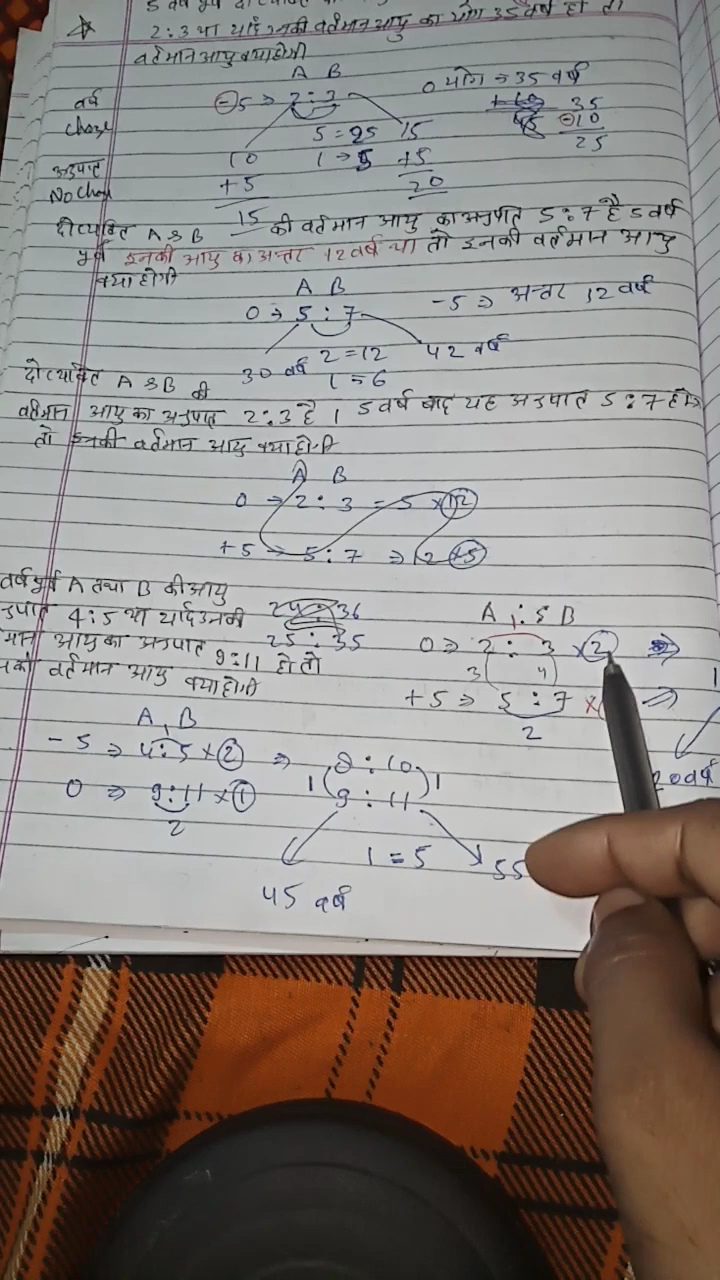 2:3 था यदि उनकी वर्तमान आयु का योग 35 वर्ष हो तो
वर्तमान आयु क्या होगी
A B
वर्ष
-5 ⇒ 2:3
0 योग ⇒ 35 वर्ष
Change
5 = 25
15
35
-10
25
अनुपात
10
1 ⇒ 5
+5
No Chang
+5
20
15
दो व्यक्ति A & B की वर्तमान आयु का अनुपात 5:7 है 5 वर्ष
पूर्व इनकी आयु का अन्तर 12 वर्ष था तो इनकी वर्तमान आयु
क्या होगी
A B
0 ⇒ 5 : 7
-5 ⇒ अन्तर 12 वर्ष
30 वर्ष
2 = 12
42 वर्ष
1 = 6
दो व्यक्ति A & B की
वर्तमान आयु का अनुपात 2:3 है । 5 वर्ष बाद यह अनुपात 5:7 हो
तो इनकी वर्तमान आयु क्या होगी
A B
0 ⇒ 2 : 3 = 5
+5 ⇒ 5 : 7 ⇒ 12
वर्ष पूर्व A तथा B की आयु
4:5 था यदि उनकी
आयु का अनुपात 9:11 हो तो
वर्तमान आयु क्या होगी
24 : 36
25 : 35
A B
0 ⇒ 2 : 3 ×2 ⇒
3 4
+5 ⇒ 5 : 7 × ⇒
2
A B
-5 ⇒ 4:5 ×2 ⇒ 8 : 10
0 ⇒ 9:11 ×1
1 9 : 11 1
2
1 = 5
55
45 वर्ष